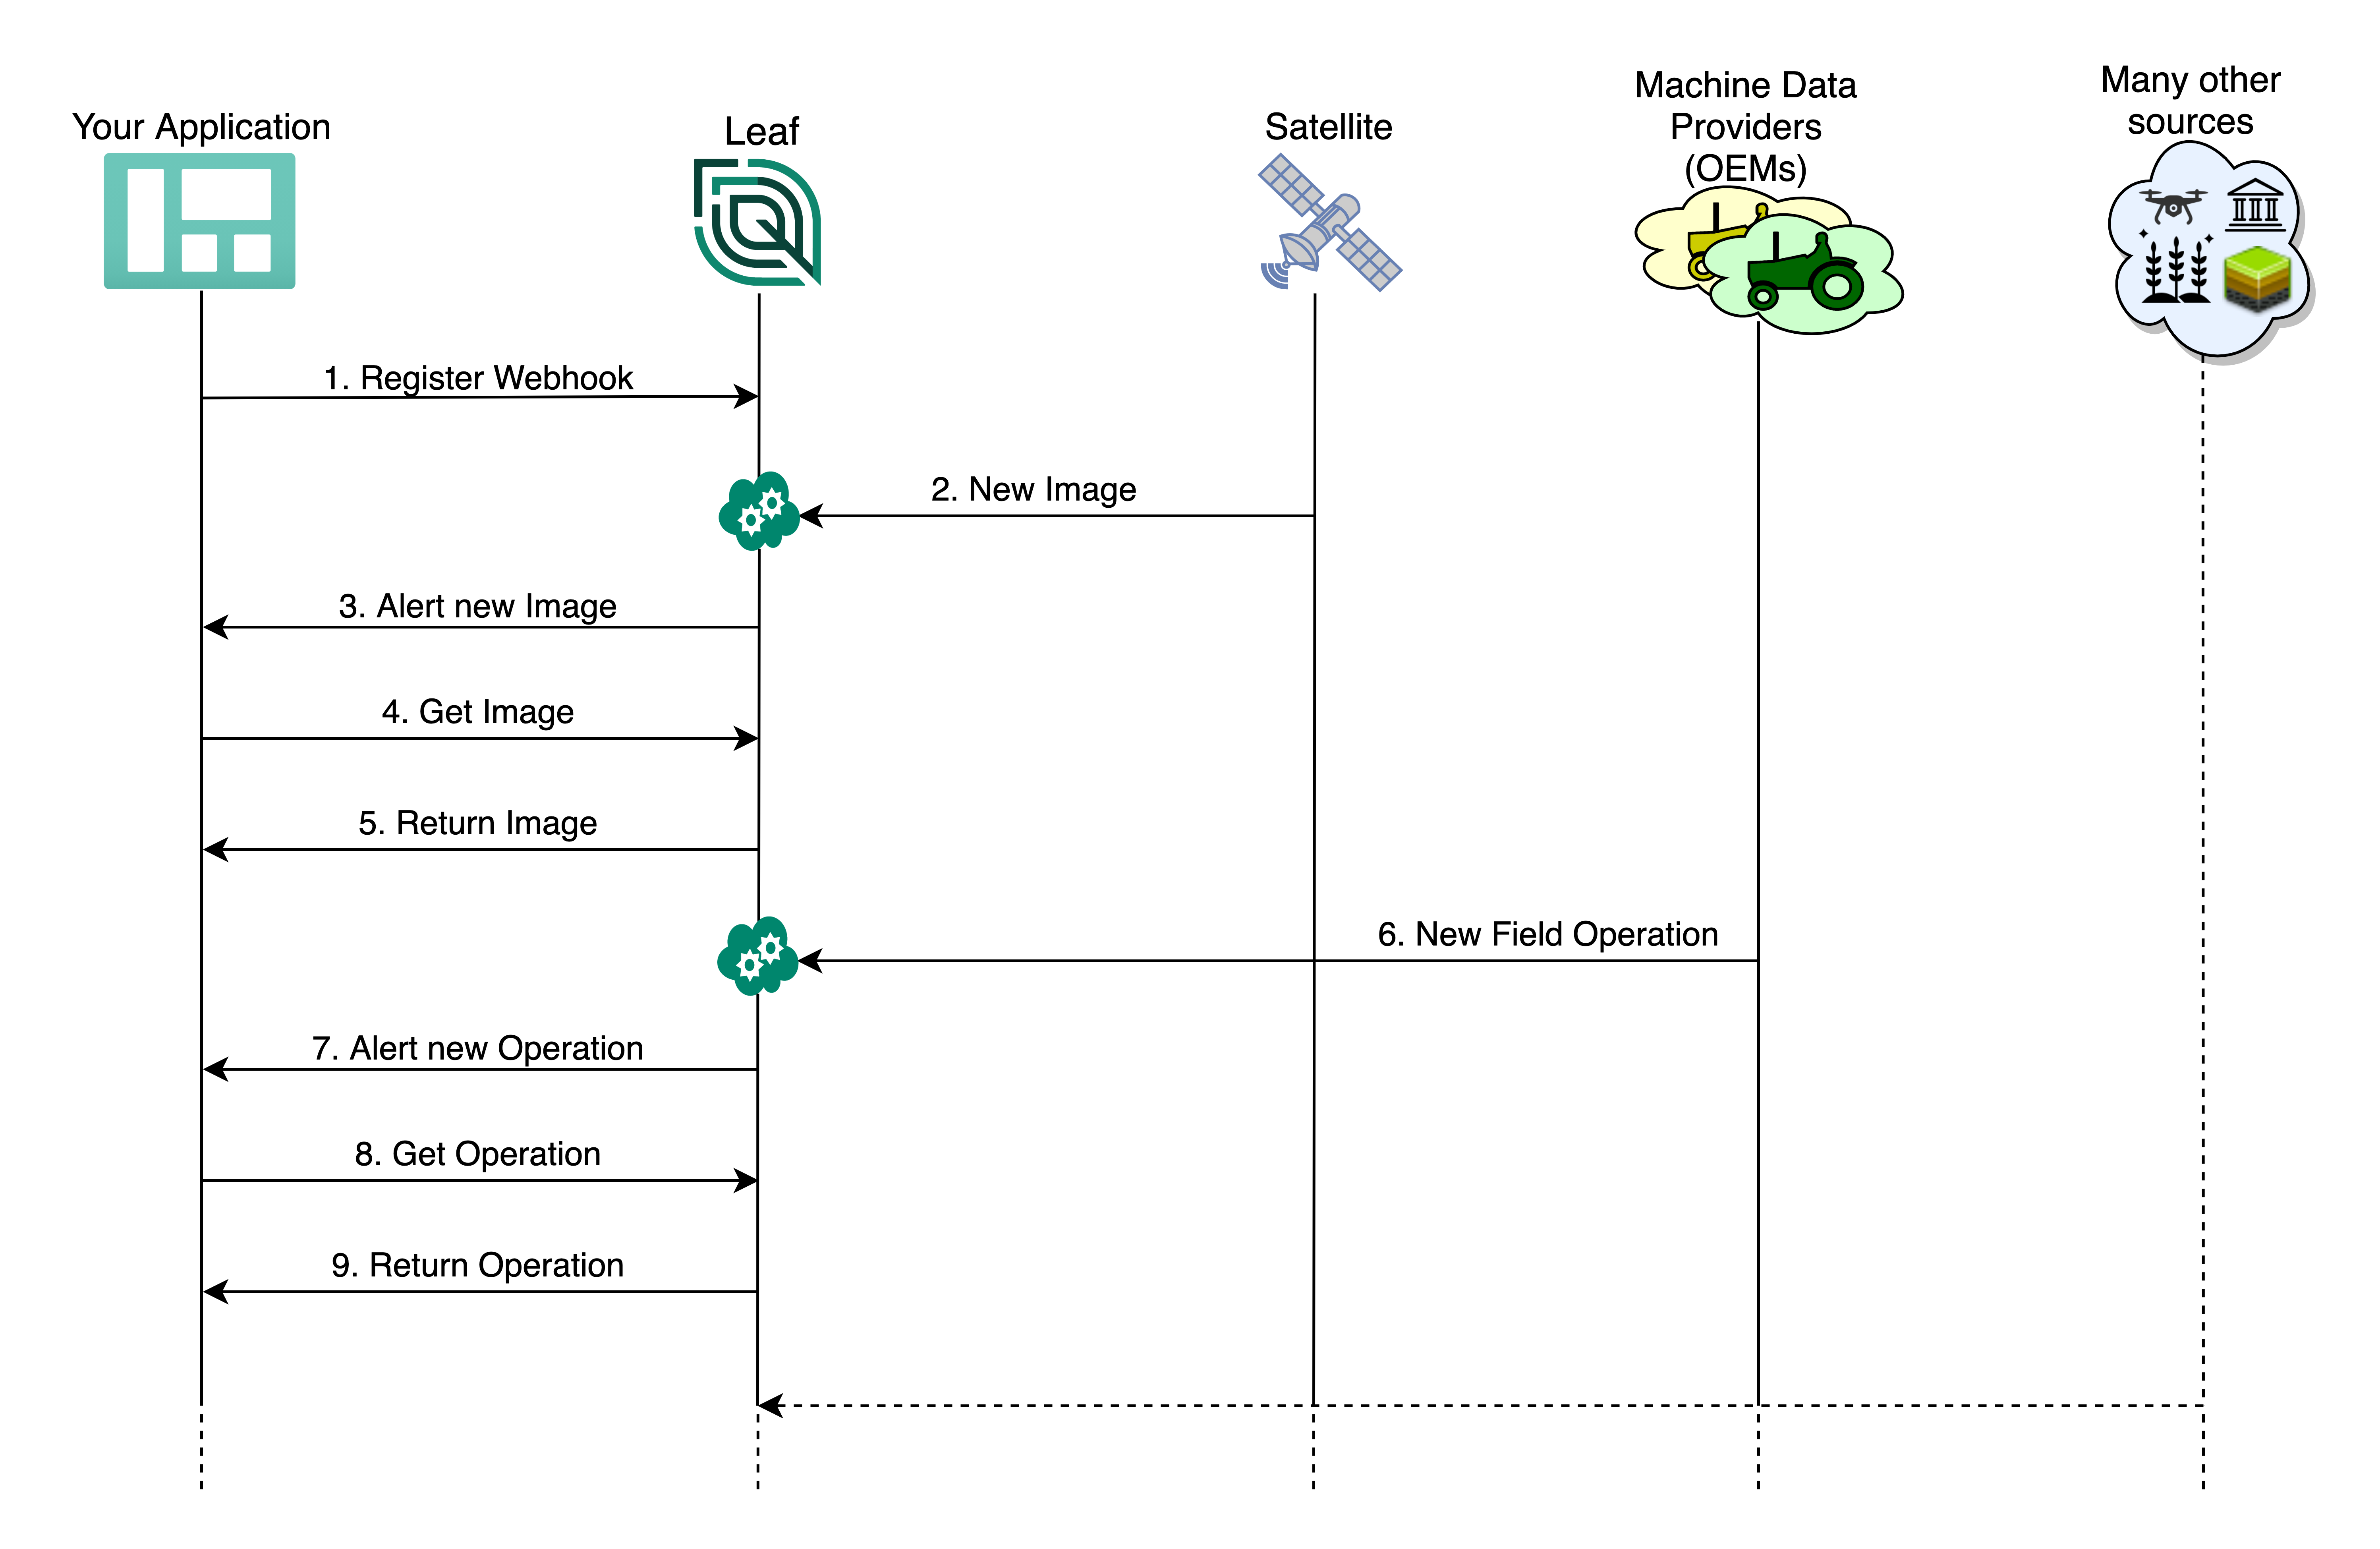 Your Application
Leaf
Satellite
Machine Data
Providers
(OEMs)
Many other
sources
1. Register Webhook
2. New Image
3. Alert new Image
4. Get Image
5. Return Image
6. New Field Operation
7. Alert new Operation
8. Get Operation
9. Return Operation